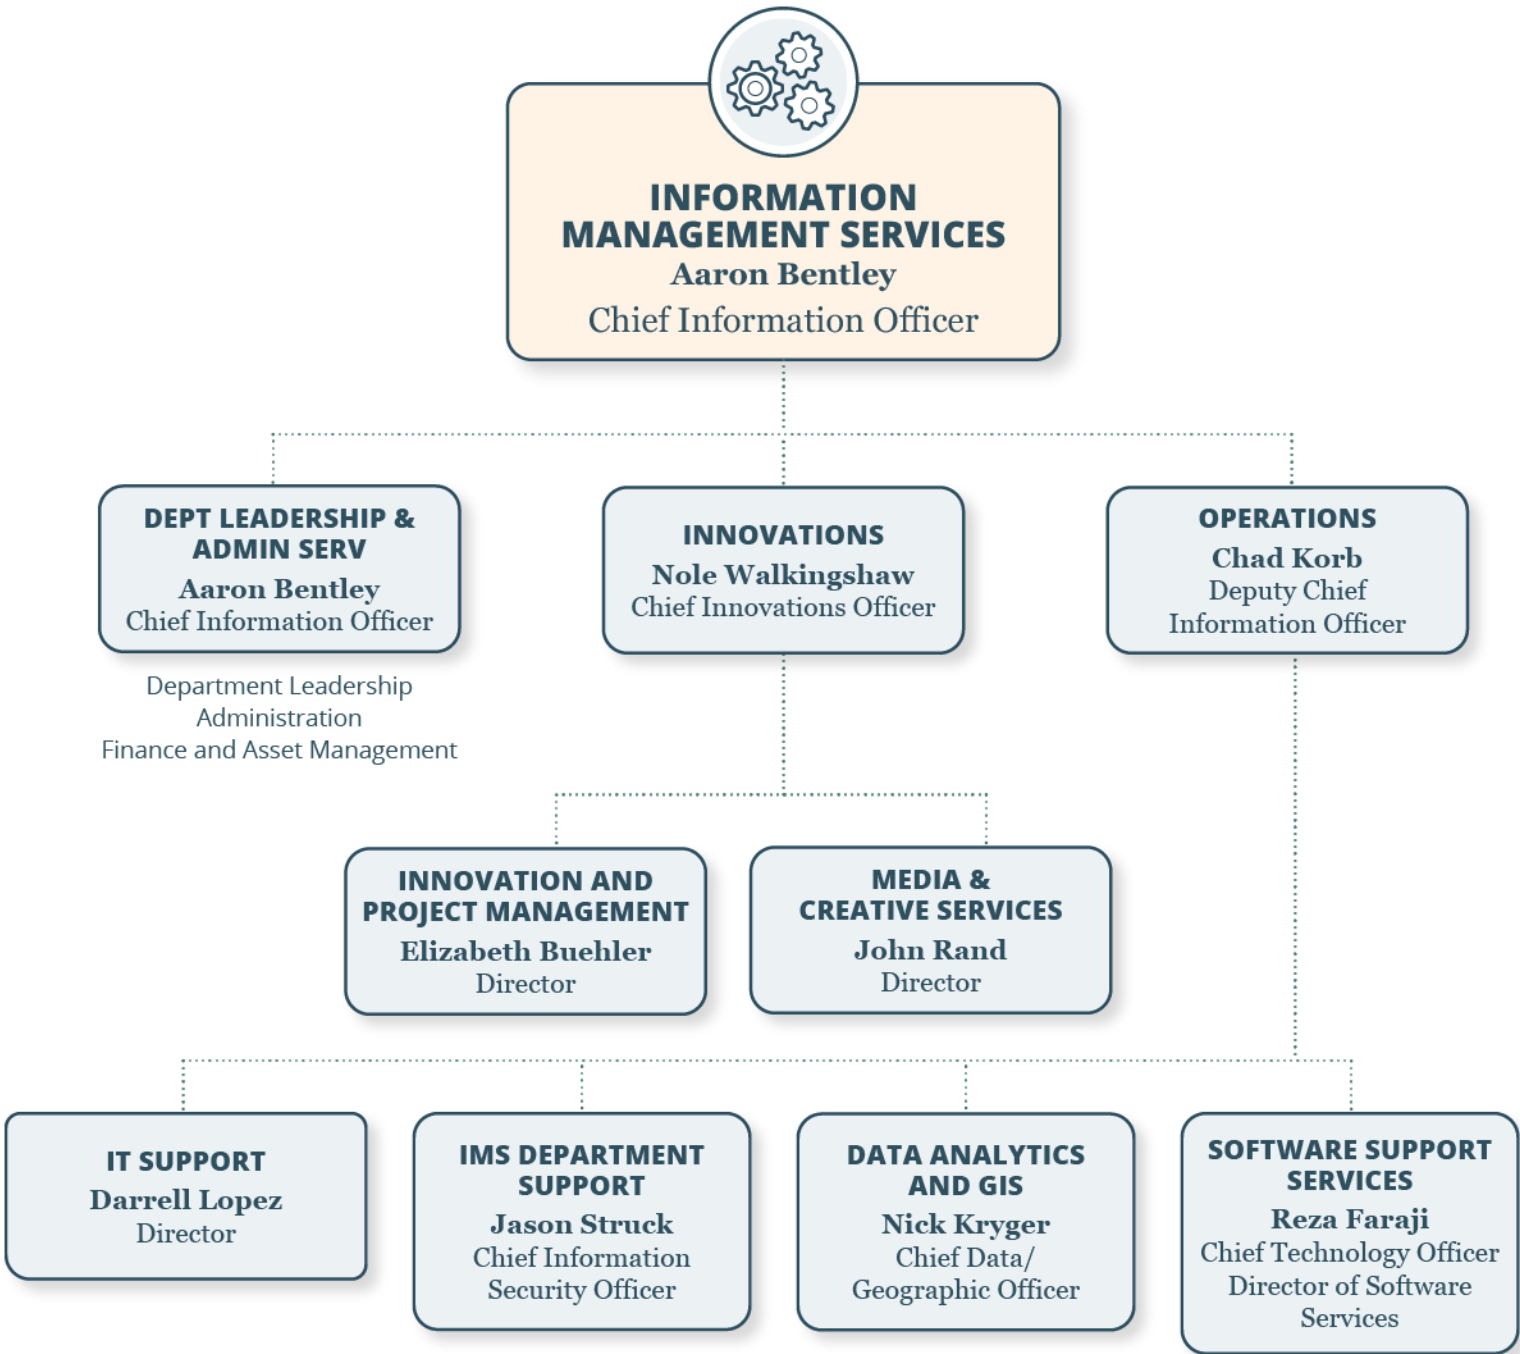 INFORMATION
MANAGEMENT SERVICES
Aaron Bentley
Chief Information Officer
DEPT LEADERSHIP &
ADMIN SERV
Aaron Bentley
Chief Information Officer
Department Leadership
Administration
Finance and Asset Management
INNOVATIONS
Nole Walkingshaw
Chief Innovations Officer
OPERATIONS
Chad Korb
Deputy Chief
Information Officer
INNOVATION AND
PROJECT MANAGEMENT
Elizabeth Buehler
Director
MEDIA &
CREATIVE SERVICES
John Rand
Director
IT SUPPORT
Darrell Lopez
Director
IMS DEPARTMENT
SUPPORT
Jason Struck
Chief Information
Security Officer
DATA ANALYTICS
AND GIS
Nick Kryger
Chief Data/
Geographic Officer
SOFTWARE SUPPORT
SERVICES
Reza Faraji
Chief Technology Officer
Director of Software
Services